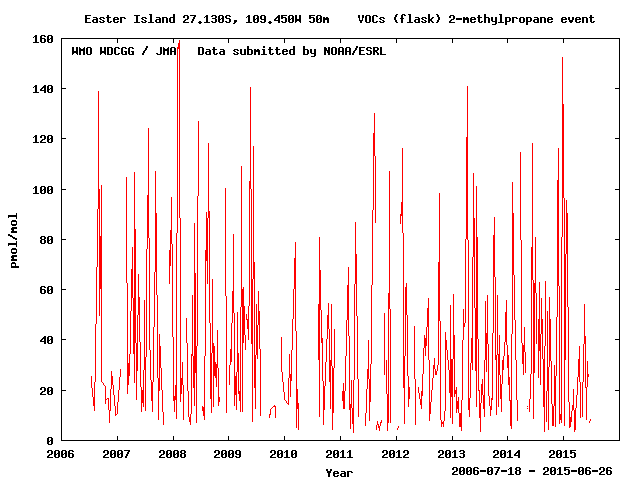 Easter Island 27.130S, 109.450W 50m    VOCs (flask) 2-methylpropane event
WMO WDCGG / JMA   Data submitted by NOAA/ESRL
160
140
120
100
80
60
40
20
0
pmol/mol
2006 2007 2008 2009 2010 2011 2012 2013 2014 2015
Year
2006-07-18 - 2015-06-26